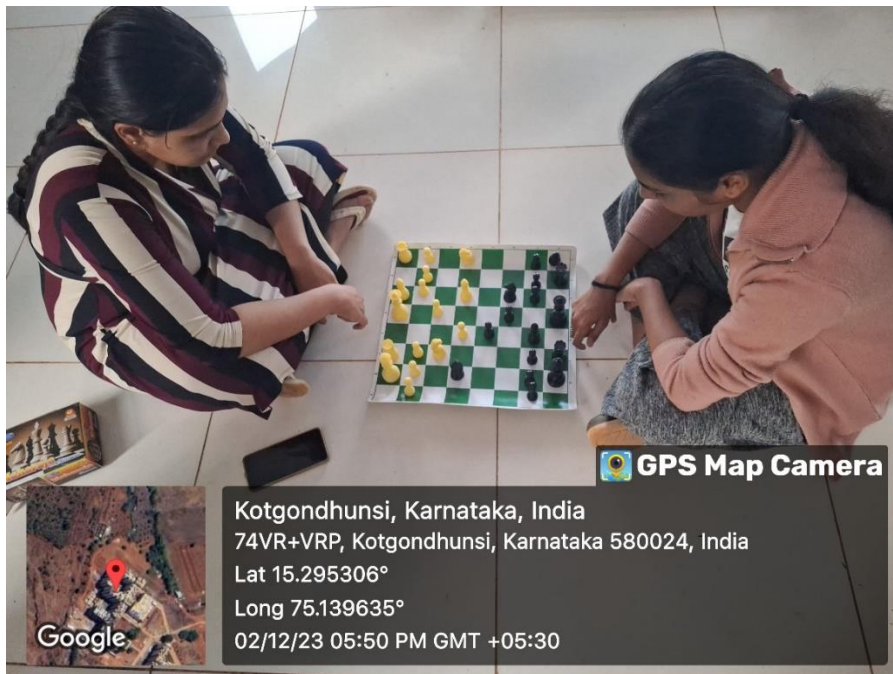 GPS Map Camera
Kotgondhunsi, Karnataka, India
74VR+VRP, Kotgondhunsi, Karnataka 580024, India
Lat 15.295306°
Long 75.139635°
02/12/23 05:50 PM GMT +05:30
Google